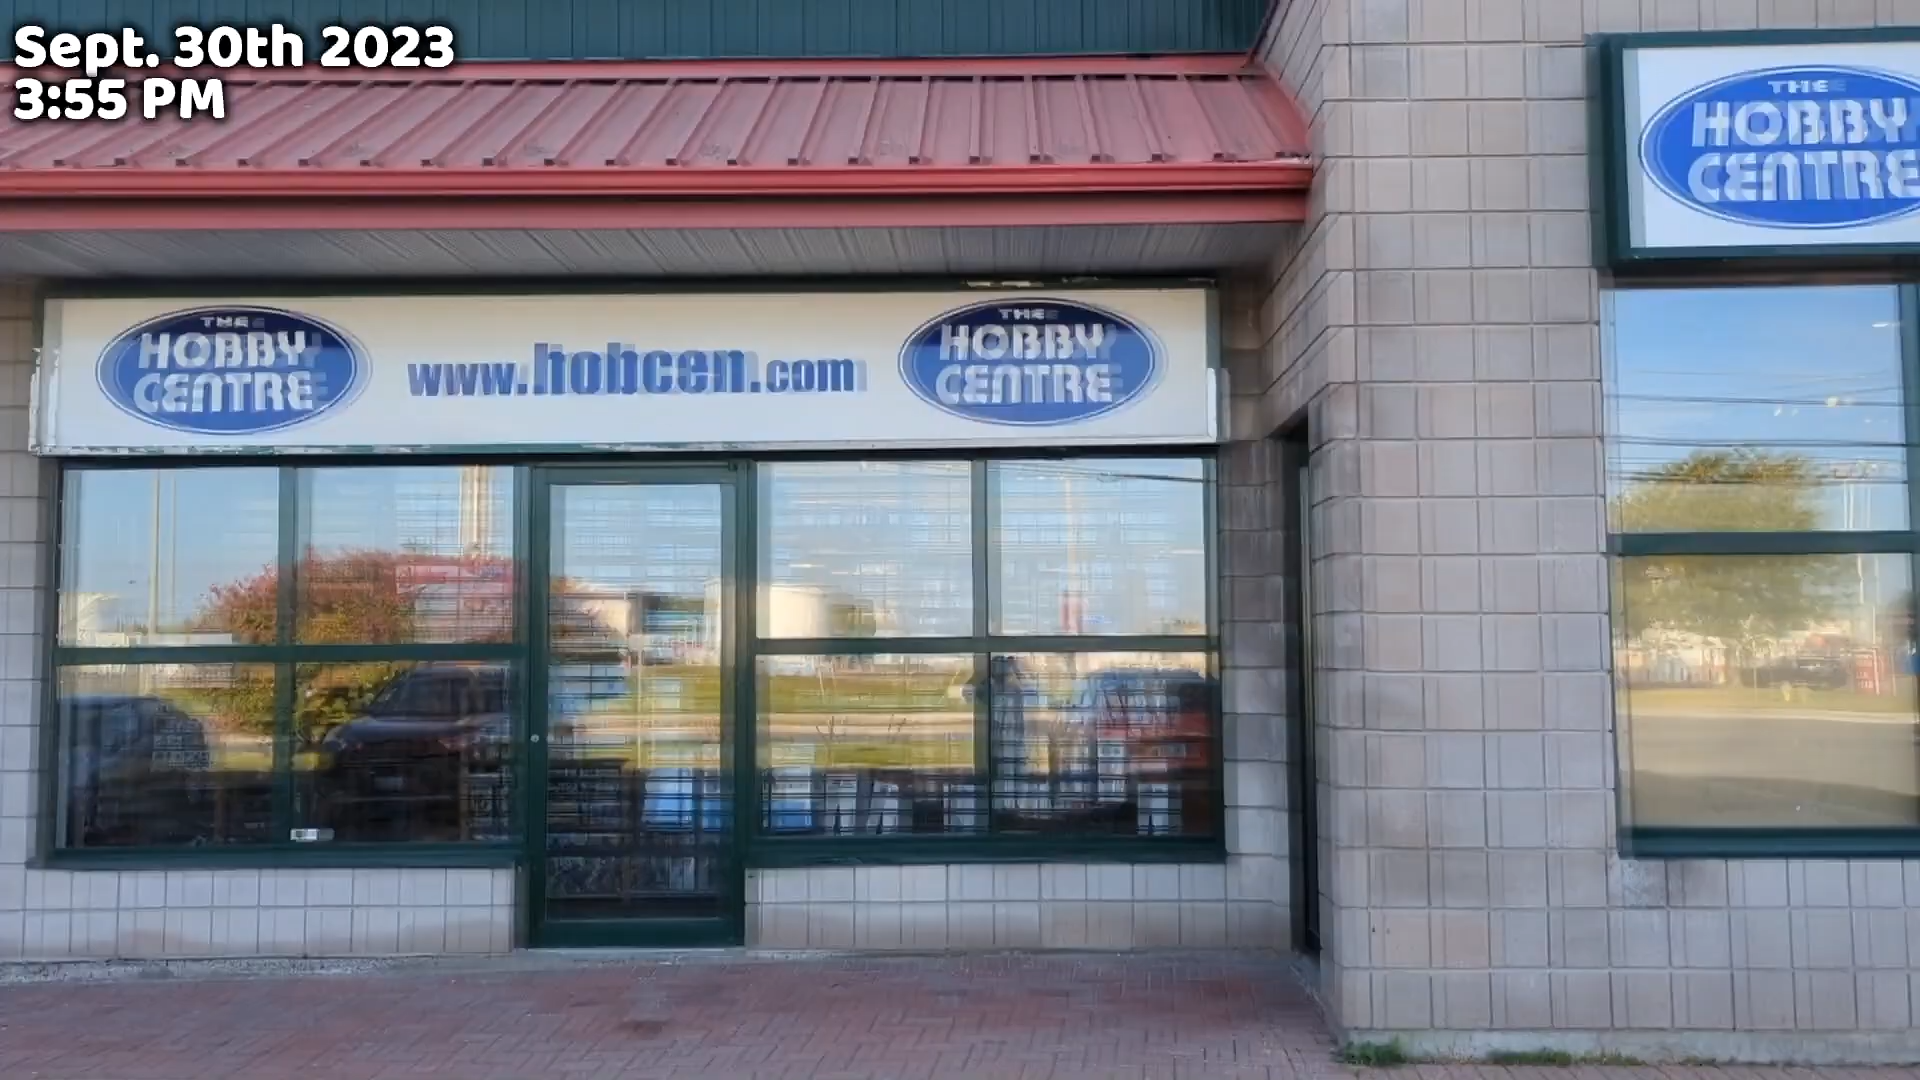 Sept. 30th 2023
3:55 PM
THE
HOBBY
CENTRE
www.hobcen.com
THE
HOBBY
CENTRE
THE
HOBBY
CENTRE